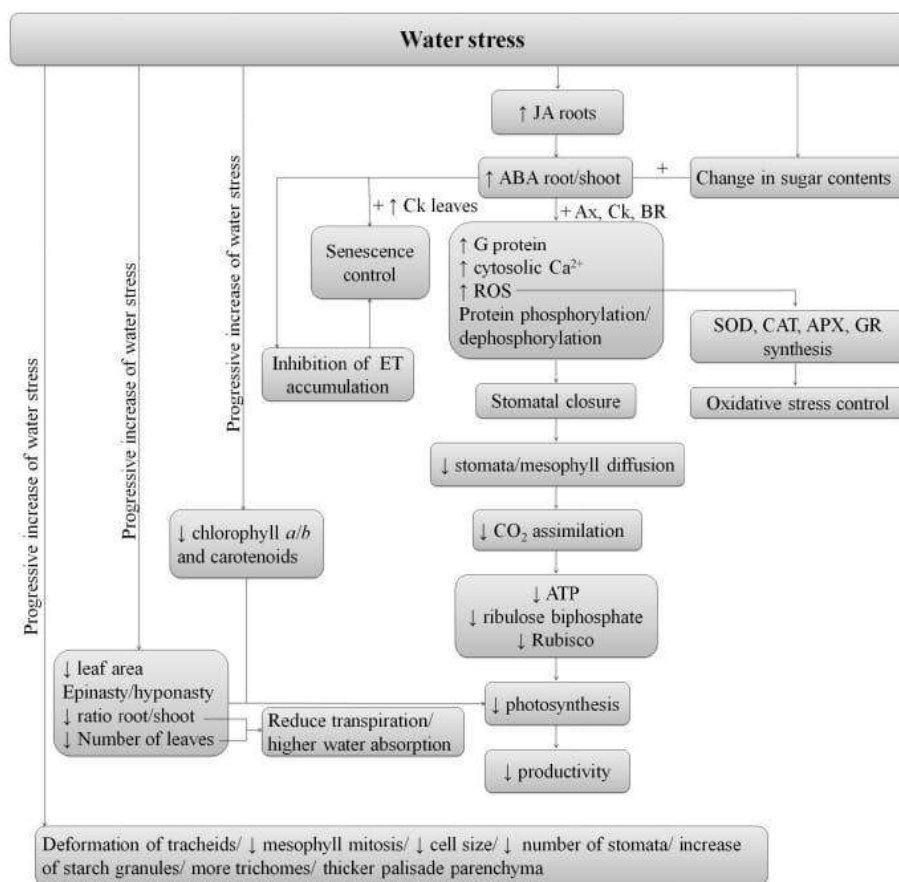 Water stress
Progressive increase of water stress
Progressive increase of water stress
Progressive increase of water stress
↑ JA roots
↑ ABA root/shoot
+
Change in sugar contents
+ ↑ Ck leaves
+ Ax, Ck, BR
Senescence
control
↑ G protein
↑ cytosolic Ca²⁺
↑ ROS
Protein phosphorylation/
dephosphorylation
SOD, CAT, APX, GR
synthesis
Inhibition of ET
accumulation
Stomatal closure
Oxidative stress control
↓ stomata/mesophyll diffusion
↓ chlorophyll a/b
and carotenoids
↓ CO₂ assimilation
↓ ATP
↓ ribulose biphosphate
↓ Rubisco
↓ leaf area
Epinasty/hyponasty
↓ ratio root/shoot
↓ Number of leaves
Reduce transpiration/
higher water absorption
↓ photosynthesis
↓ productivity
Deformation of tracheids/ ↓ mesophyll mitosis/ ↓ cell size/ ↓ number of stomata/ increase
of starch granules/ more trichomes/ thicker palisade parenchyma